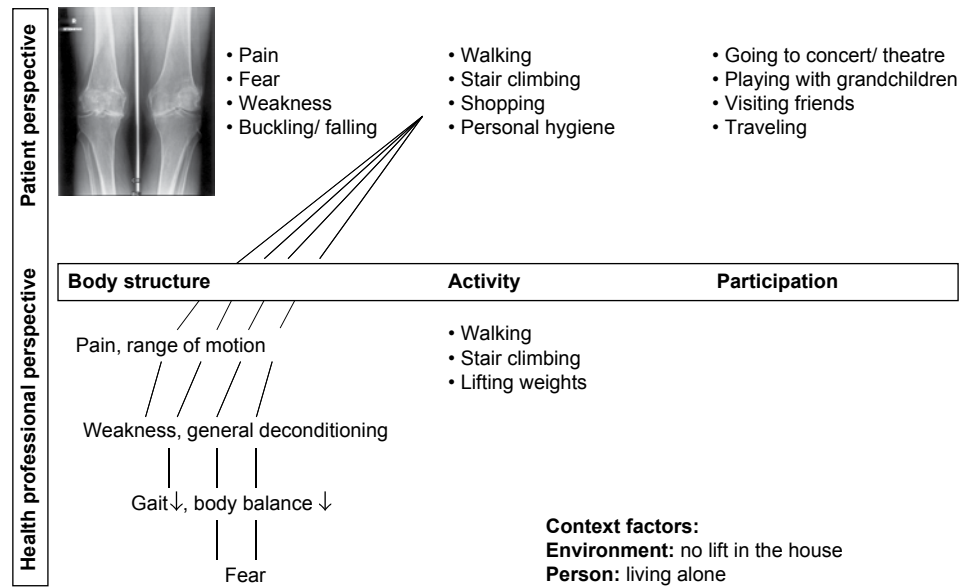 Patient perspective
• Pain
• Fear
• Weakness
• Buckling/ falling
• Walking
• Stair climbing
• Shopping
• Personal hygiene
• Going to concert/ theatre
• Playing with grandchildren
• Visiting friends
• Traveling
Body structure
Activity
Participation
Health professional perspective
Pain, range of motion
Weakness, general deconditioning
Gait↓, body balance ↓
Fear
• Walking
• Stair climbing
• Lifting weights
Context factors:
Environment: no lift in the house
Person: living alone